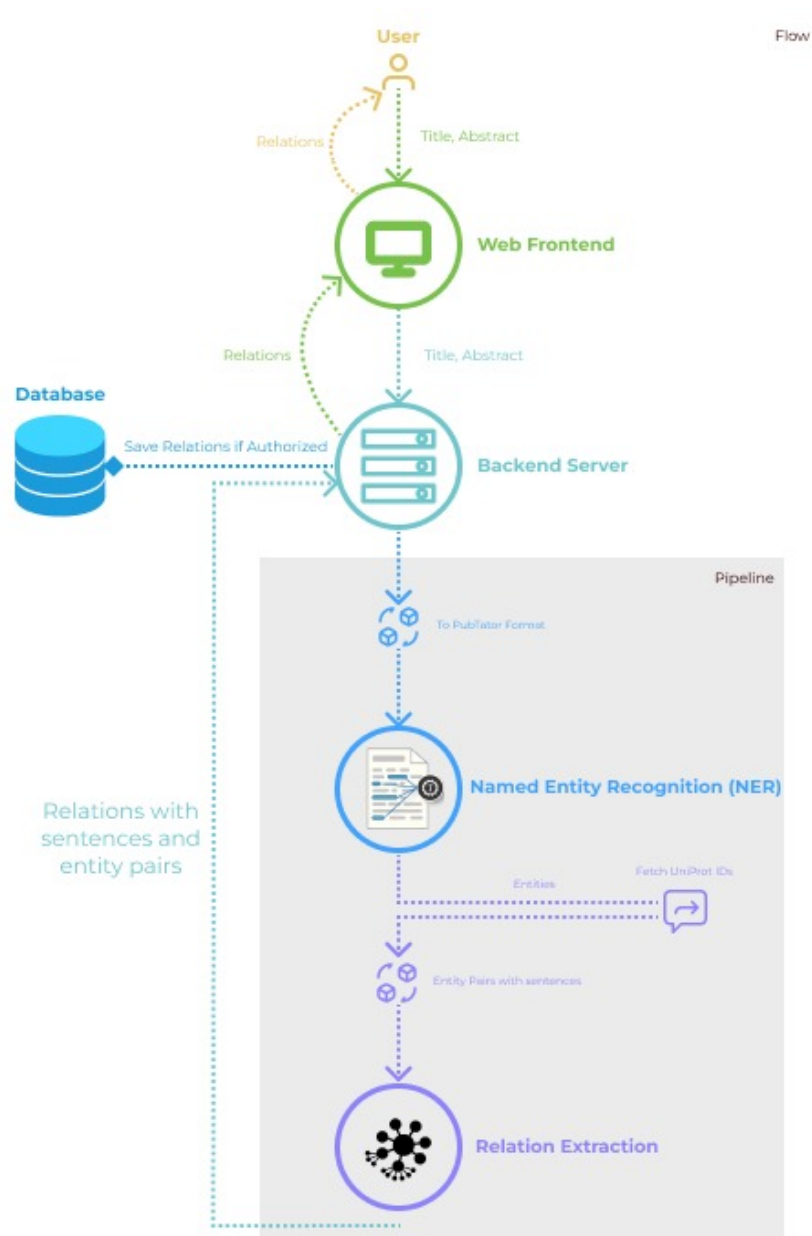 User
Flow
Relations
Title, Abstract
Web Frontend
Relations
Title, Abstract
Database
Save Relations if Authorized
Backend Server
Pipeline
To PubTator Format
Named Entity Recognition (NER)
Relations with
sentences and
entity pairs
Fetch UniProt IDs
Entities
Entity Pairs with sentences
Relation Extraction